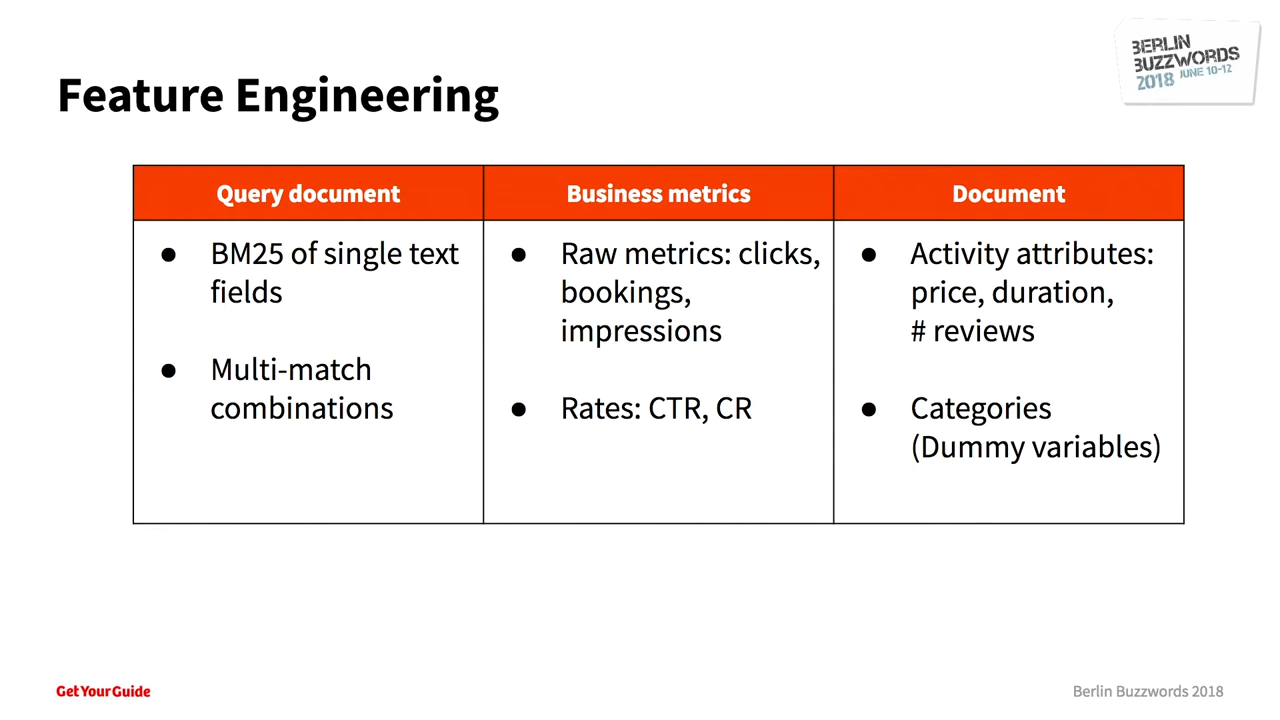 BERLIN
BUZZWORDS
2018 JUNE 10-12
Feature Engineering
Query document
Business metrics
Document
● BM25 of single text
fields
● Multi-match
combinations
● Raw metrics: clicks,
bookings,
impressions
● Rates: CTR, CR
● Activity attributes:
price, duration,
# reviews
● Categories
(Dummy variables)
GetYourGuide
Berlin Buzzwords 2018